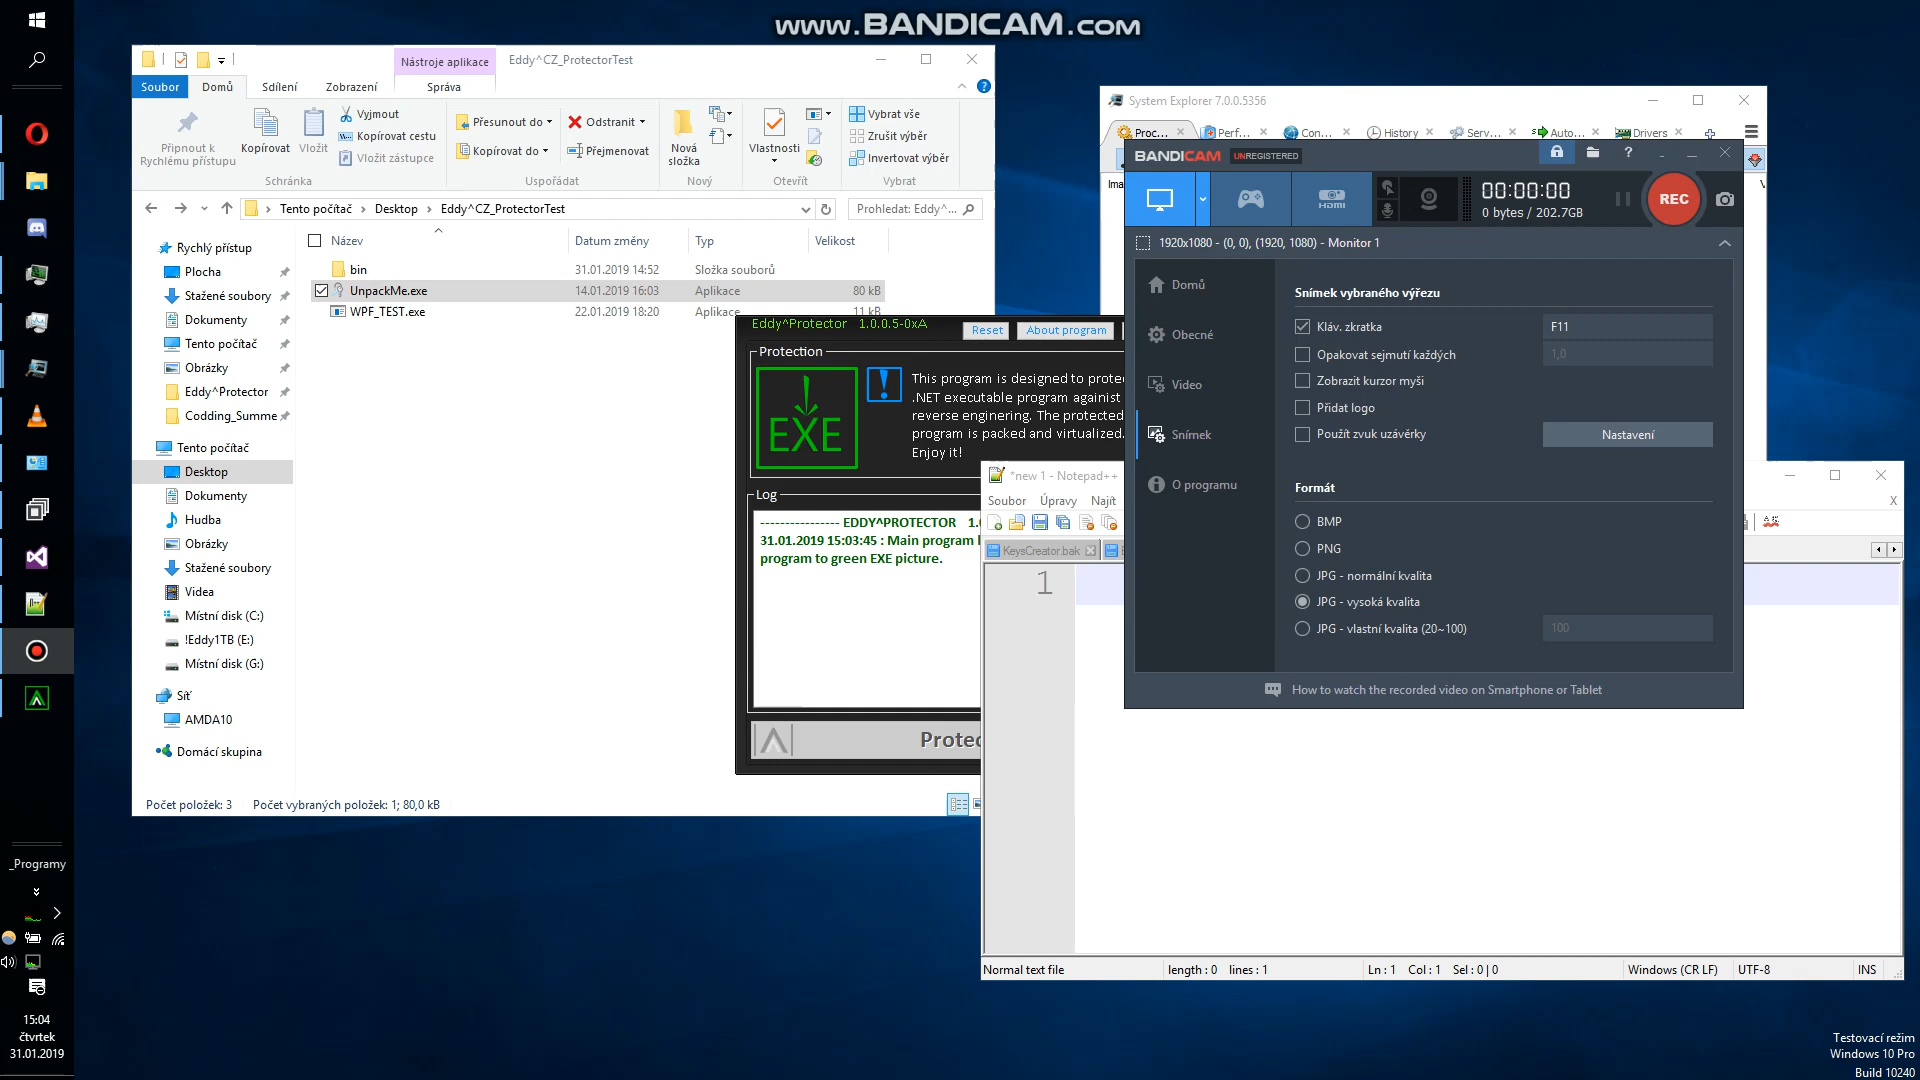 www.BANDICAM.com
Nástroje aplikace
Eddy^CZ_ProtectorTest
Soubor
Domů
Sdílení
Zobrazení
Správa
Připnout k
Rychlému přístupu
Kopírovat
Vložit
Vyjmout
Kopírovat cestu
Vložit zástupce
Schránka
Přesunout do
Kopírovat do
Odstranit
Přejmenovat
Uspořádat
Nová
složka
Nový
Vlastnosti
Otevřít
Vybrat vše
Zrušit výběr
Invertovat výběr
Vybrat
Tento počítač
Desktop
Eddy^CZ_ProtectorTest
Prohledat: Eddy^...
Název
Datum změny
Typ
Velikost
bin
31.01.2019 14:52
Složka souborů
UnpackMe.exe
14.01.2019 16:03
Aplikace
80 kB
WPF_TEST.exe
22.01.2019 18:20
Aplikace
11 kB
Rychlý přístup
Plocha
Stažené soubory
Dokumenty
Tento počítač
Obrázky
Eddy^Protector
Codding_Summe
Tento počítač
Desktop
Dokumenty
Hudba
Obrázky
Stažené soubory
Videa
Místní disk (C:)
!Eddy1TB (E:)
Místní disk (G:)
Síť
AMDA10
Domácí skupina
Počet položek: 3
Počet vybraných položek: 1; 80,0 kB
Eddy^Protector 1.0.0.5-0xA
Reset
About program
Protection
EXE
This program is designed to protec
.NET executable program againist
reverse enginering. The protected
program is packed and virtualized.
Enjoy it!
Log
---------------- EDDY^PROTECTOR 1.
31.01.2019 15:03:45 : Main program
program to green EXE picture.
Protec
System Explorer 7.0.0.5356
Proc...
Perf...
Con...
History
Serv...
Auto...
Drivers
Ima
BANDICAM
UNREGISTERED
HDMI
00:00:00
0 bytes / 202.7GB
REC
1920x1080 - (0, 0), (1920, 1080) - Monitor 1
Domů
Obecné
Video
Snímek
O programu
Snímek vybraného výřezu
Kláv. zkratka
F11
Opakovat sejmutí každých
1,0
Zobrazit kurzor myši
Přidat logo
Použít zvuk uzávěrky
Nastavení
Formát
BMP
PNG
JPG - normální kvalita
JPG - vysoká kvalita
JPG - vlastní kvalita (20~100)
100
How to watch the recorded video on Smartphone or Tablet
*new 1 - Notepad++
Soubor
Úpravy
Najít
X
KeysCreator.bak
1
Normal text file
length : 0 lines : 1
Ln : 1 Col : 1 Sel : 0 | 0
Windows (CR LF)
UTF-8
INS
_Programy
15:04
čtvrtek
31.01.2019
Testovací režim
Windows 10 Pro
Build 10240